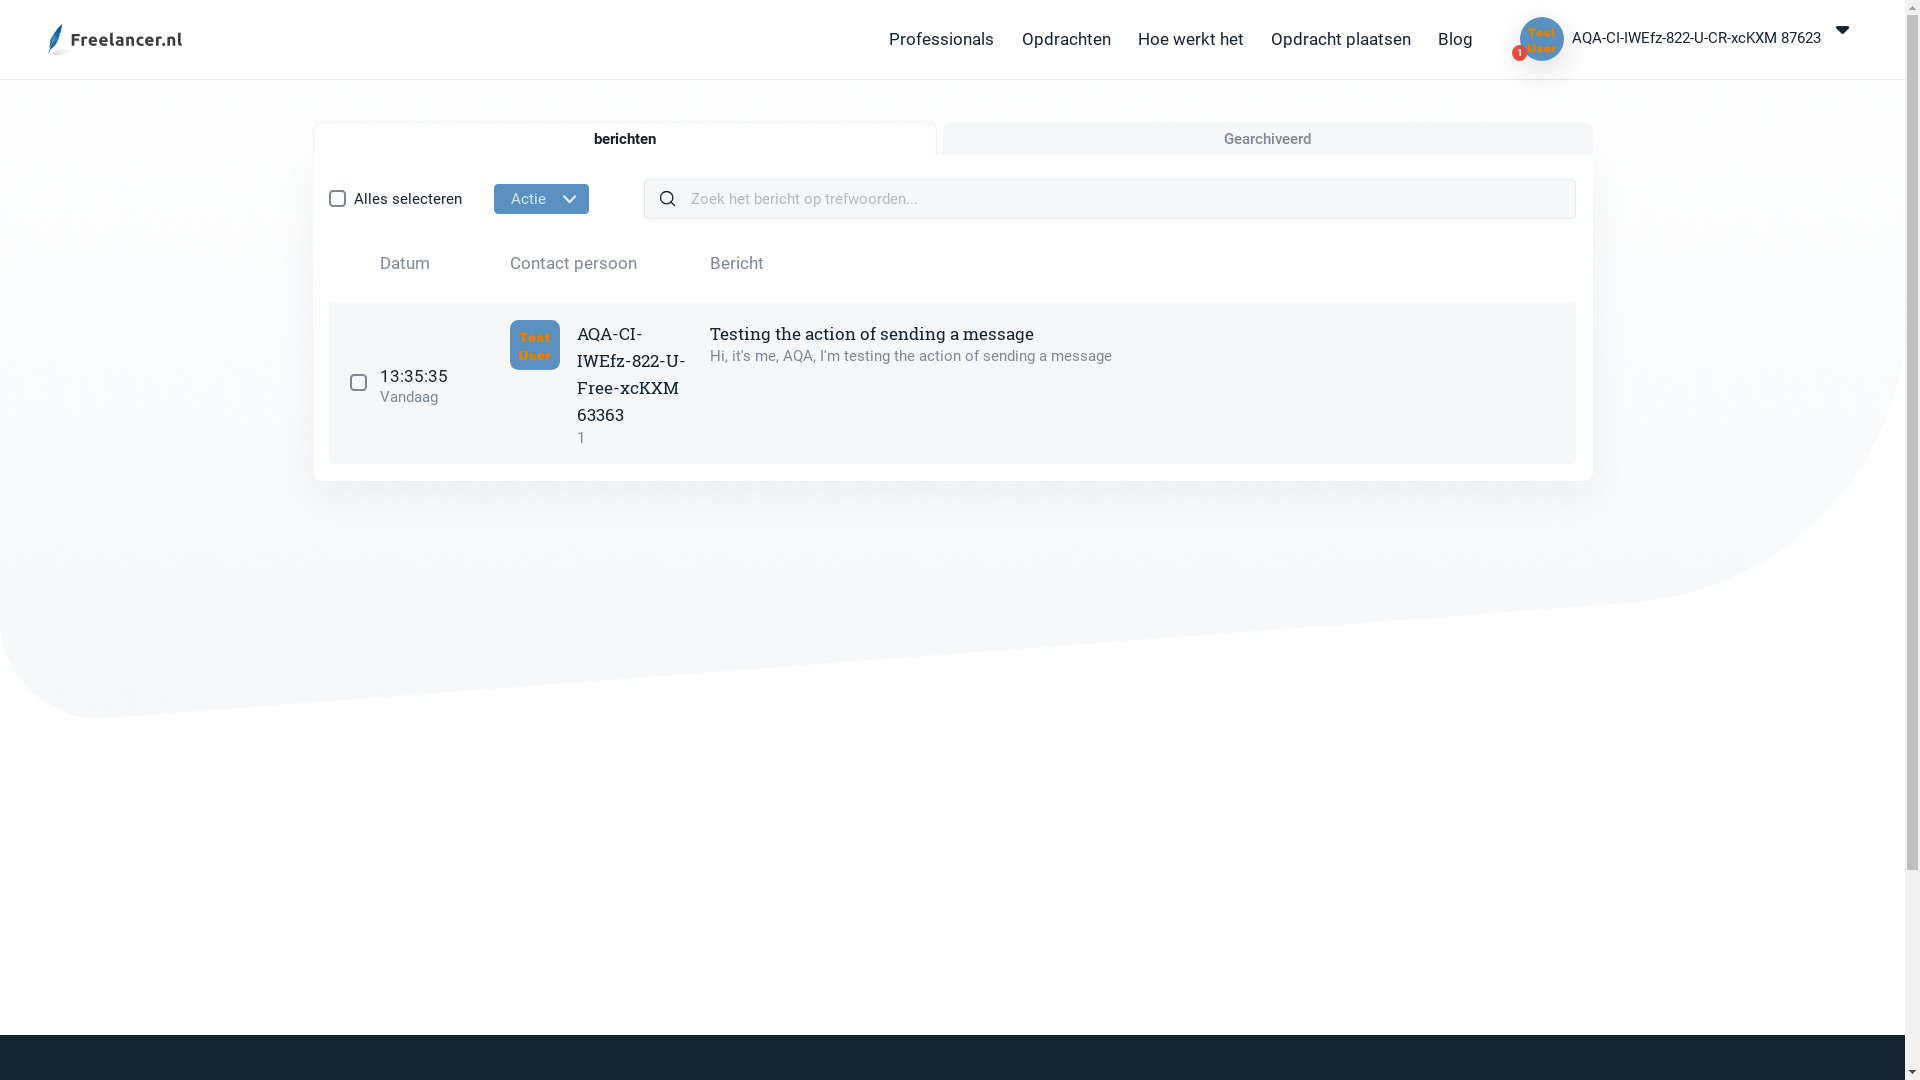 Freelancer.nl
Professionals
Opdrachten
Hoe werkt het
Opdracht plaatsen
Blog
Test
User
1
AQA-CI-IWEfz-822-U-CR-xcKXM 87623
berichten
Gearchiveerd
Alles selecteren
Actie
Zoek het bericht op trefwoorden...
Datum
Contact persoon
Bericht
13:35:35
Vandaag
Test
User
AQA-CI-
IWEfz-822-U-
Free-xcKXM
63363
1
Testing the action of sending a message
Hi, it's me, AQA, I'm testing the action of sending a message